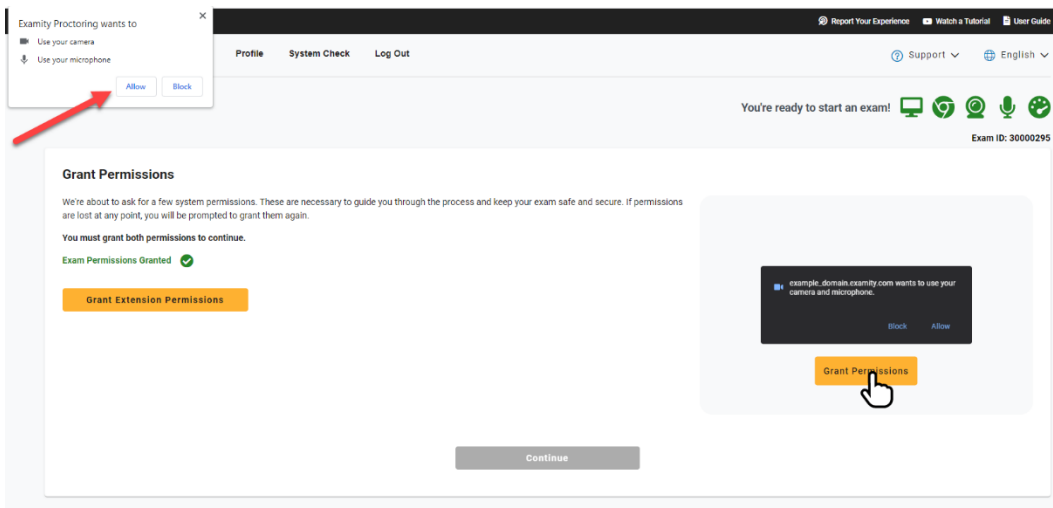 Examity Proctoring wants to
Use your camera
Use your microphone
Allow Block
Report Your Experience Watch a Tutorial User Guide
Profile System Check Log Out
Support English
You're ready to start an exam!
Exam ID: 30000295
Grant Permissions
We're about to ask for a few system permissions. These are necessary to guide you through the process and keep your exam safe and secure. If permissions
are lost at any point, you will be prompted to grant them again.
You must grant both permissions to continue.
Exam Permissions Granted
Grant Extension Permissions
example_domain.examity.com wants to use your
camera and microphone.
Block Allow
Grant Permissions
Continue